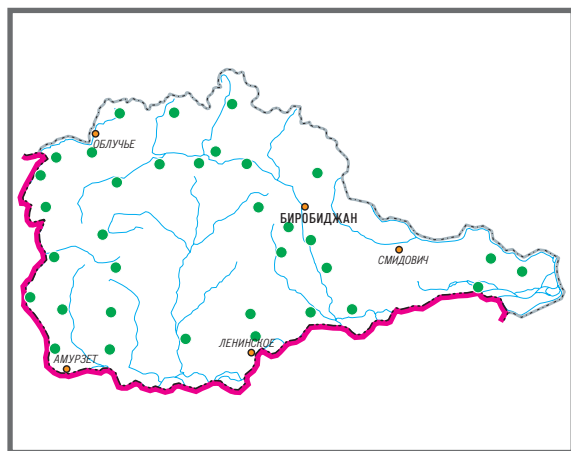 ОБЛУЧЬЕ
БИРОБИДЖАН
СМИДОВИЧ
ЛЕНИНСКОЕ
АМУРЗЕТ